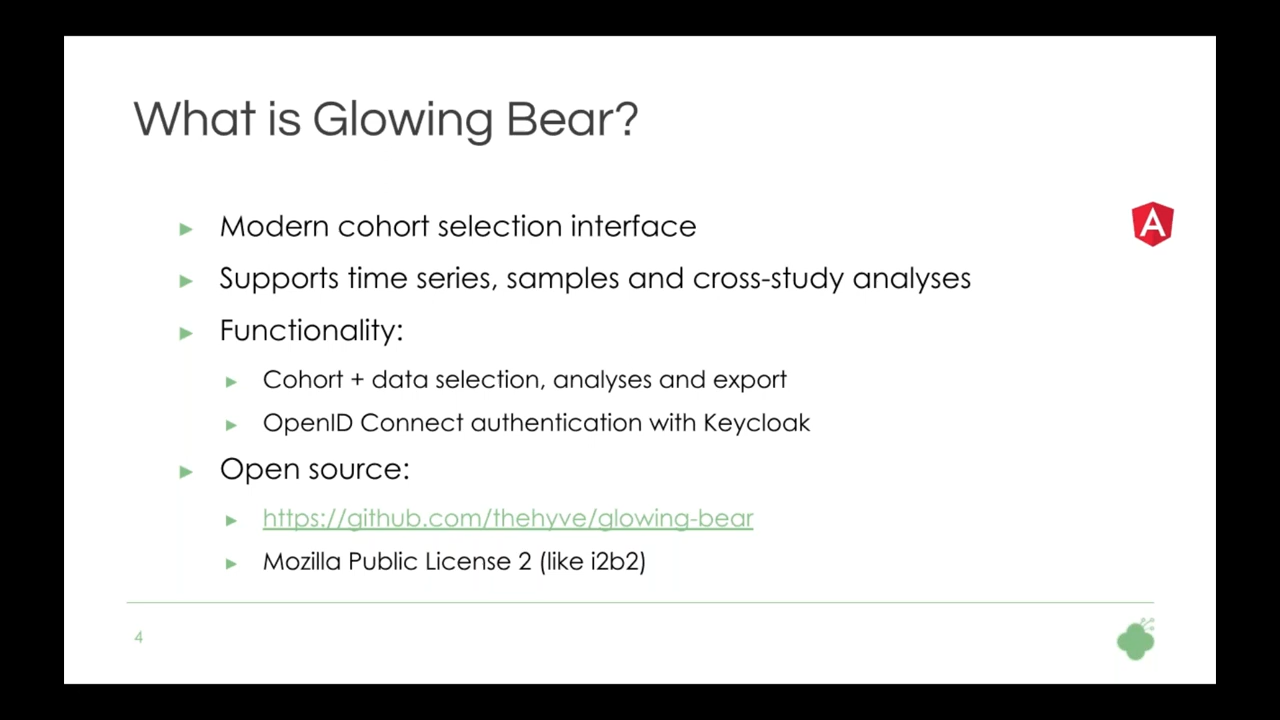 What is Glowing Bear?
Modern cohort selection interface
Supports time series, samples and cross-study analyses
Functionality:
Cohort + data selection, analyses and export
OpenID Connect authentication with Keycloak
Open source:
https://github.com/thehyve/glowing-bear
Mozilla Public License 2 (like i2b2)
4
A